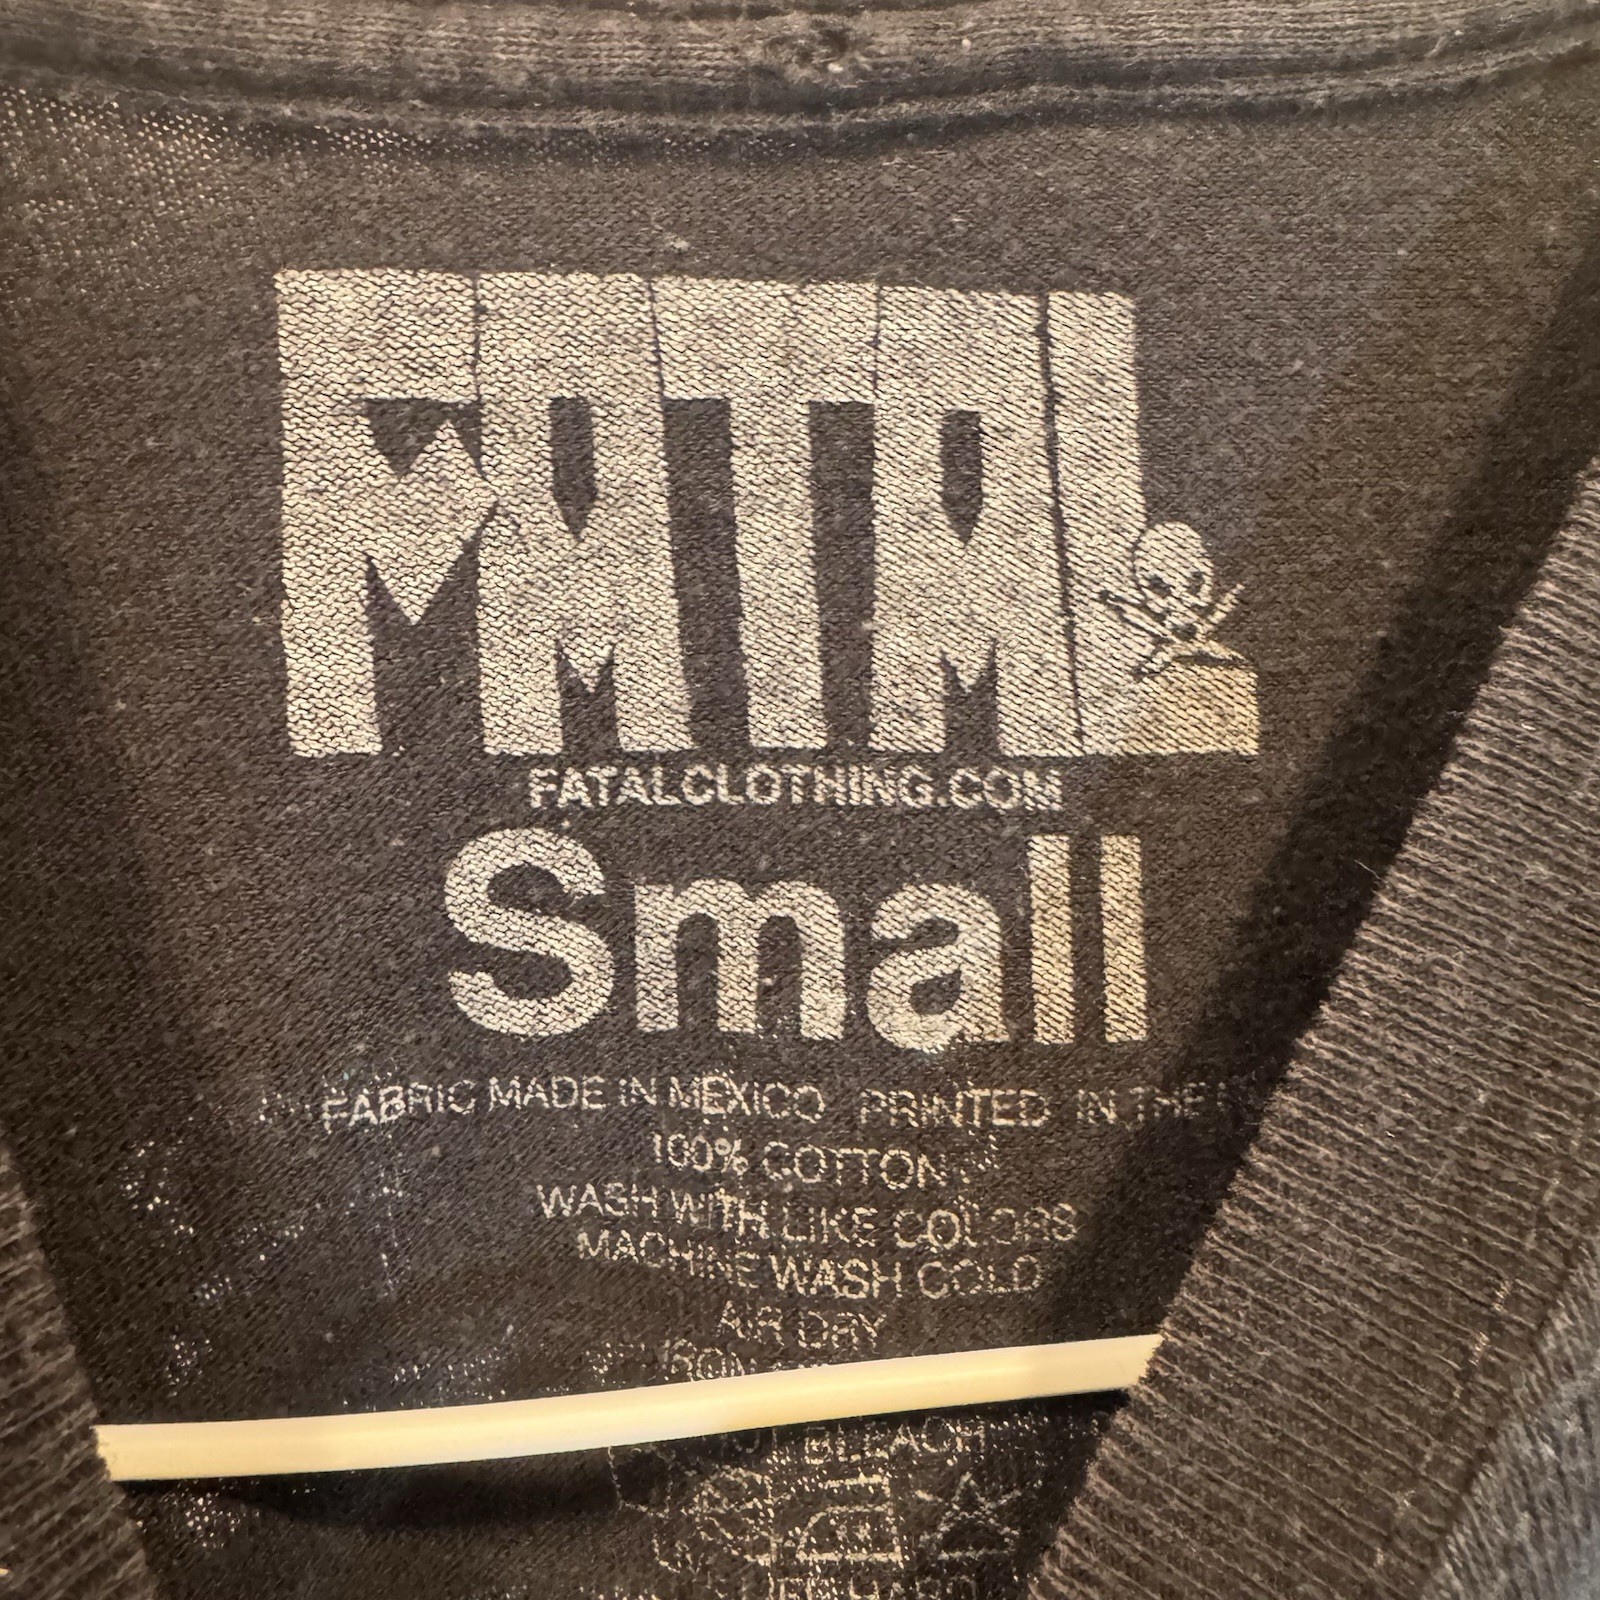 FATAL
FATALCLOTHING.COM
Small
FABRIC MADE IN MEXICO PRINTED IN THE
100% COTTON
WASH WITH LIKE COLORS
MACHINE WASH COLD
AIR DRY
IRON
BLEACH